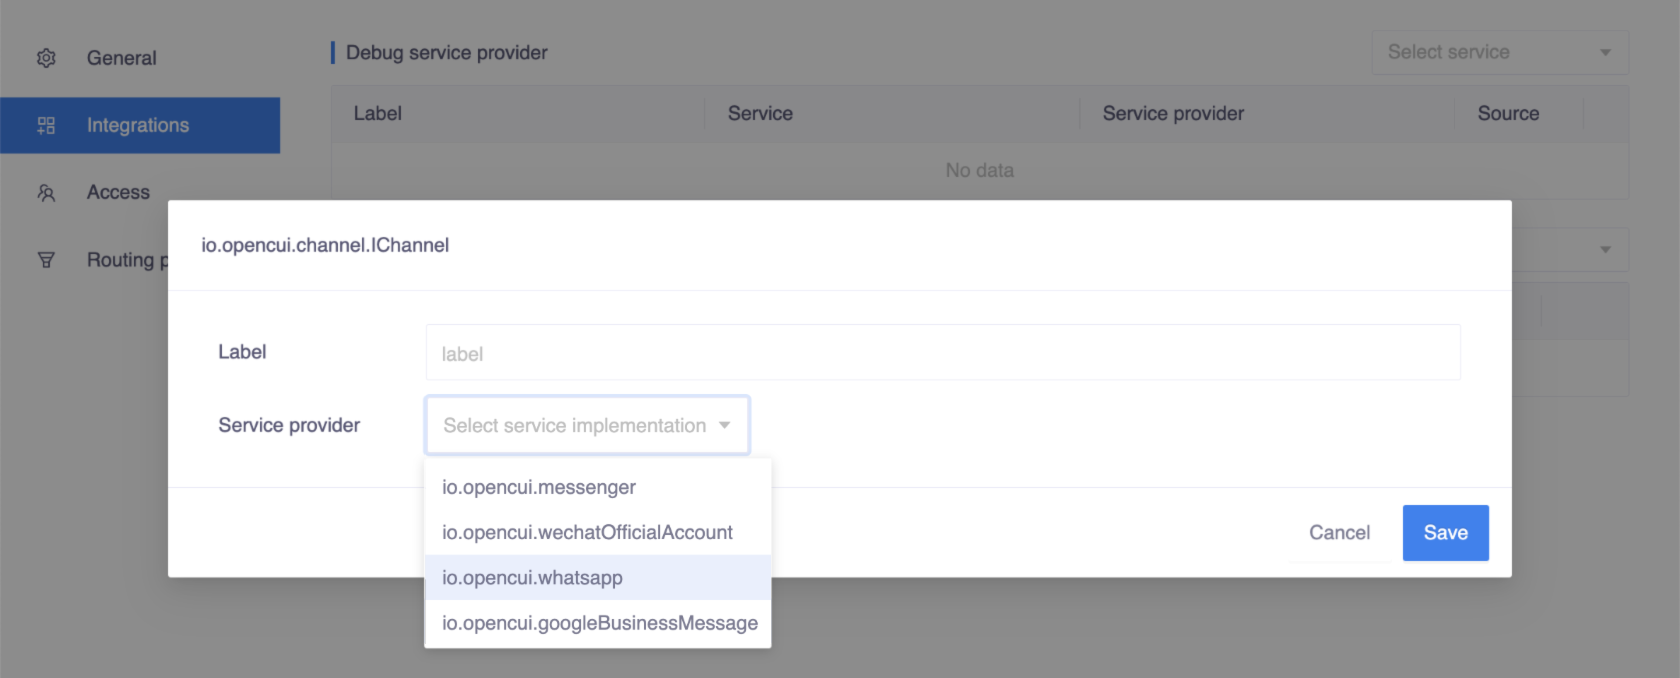 General
Integrations
Access
Routing p
Debug service provider
Select service
Label Service Service provider Source
No data
io.opencui.channel.IChannel
Label
label
Service provider
Select service implementation
io.opencui.messenger
io.opencui.wechatOfficialAccount
io.opencui.whatsapp
io.opencui.googleBusinessMessage
Cancel
Save